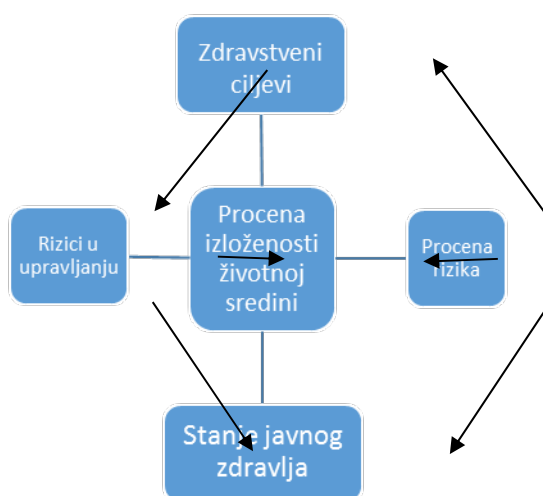 Zdravstveni
ciljevi
Rizici u
upravljanju
Procena
izloženosti
životnoj
sredini
Procena
rizika
Stanje javnog
zdravlja